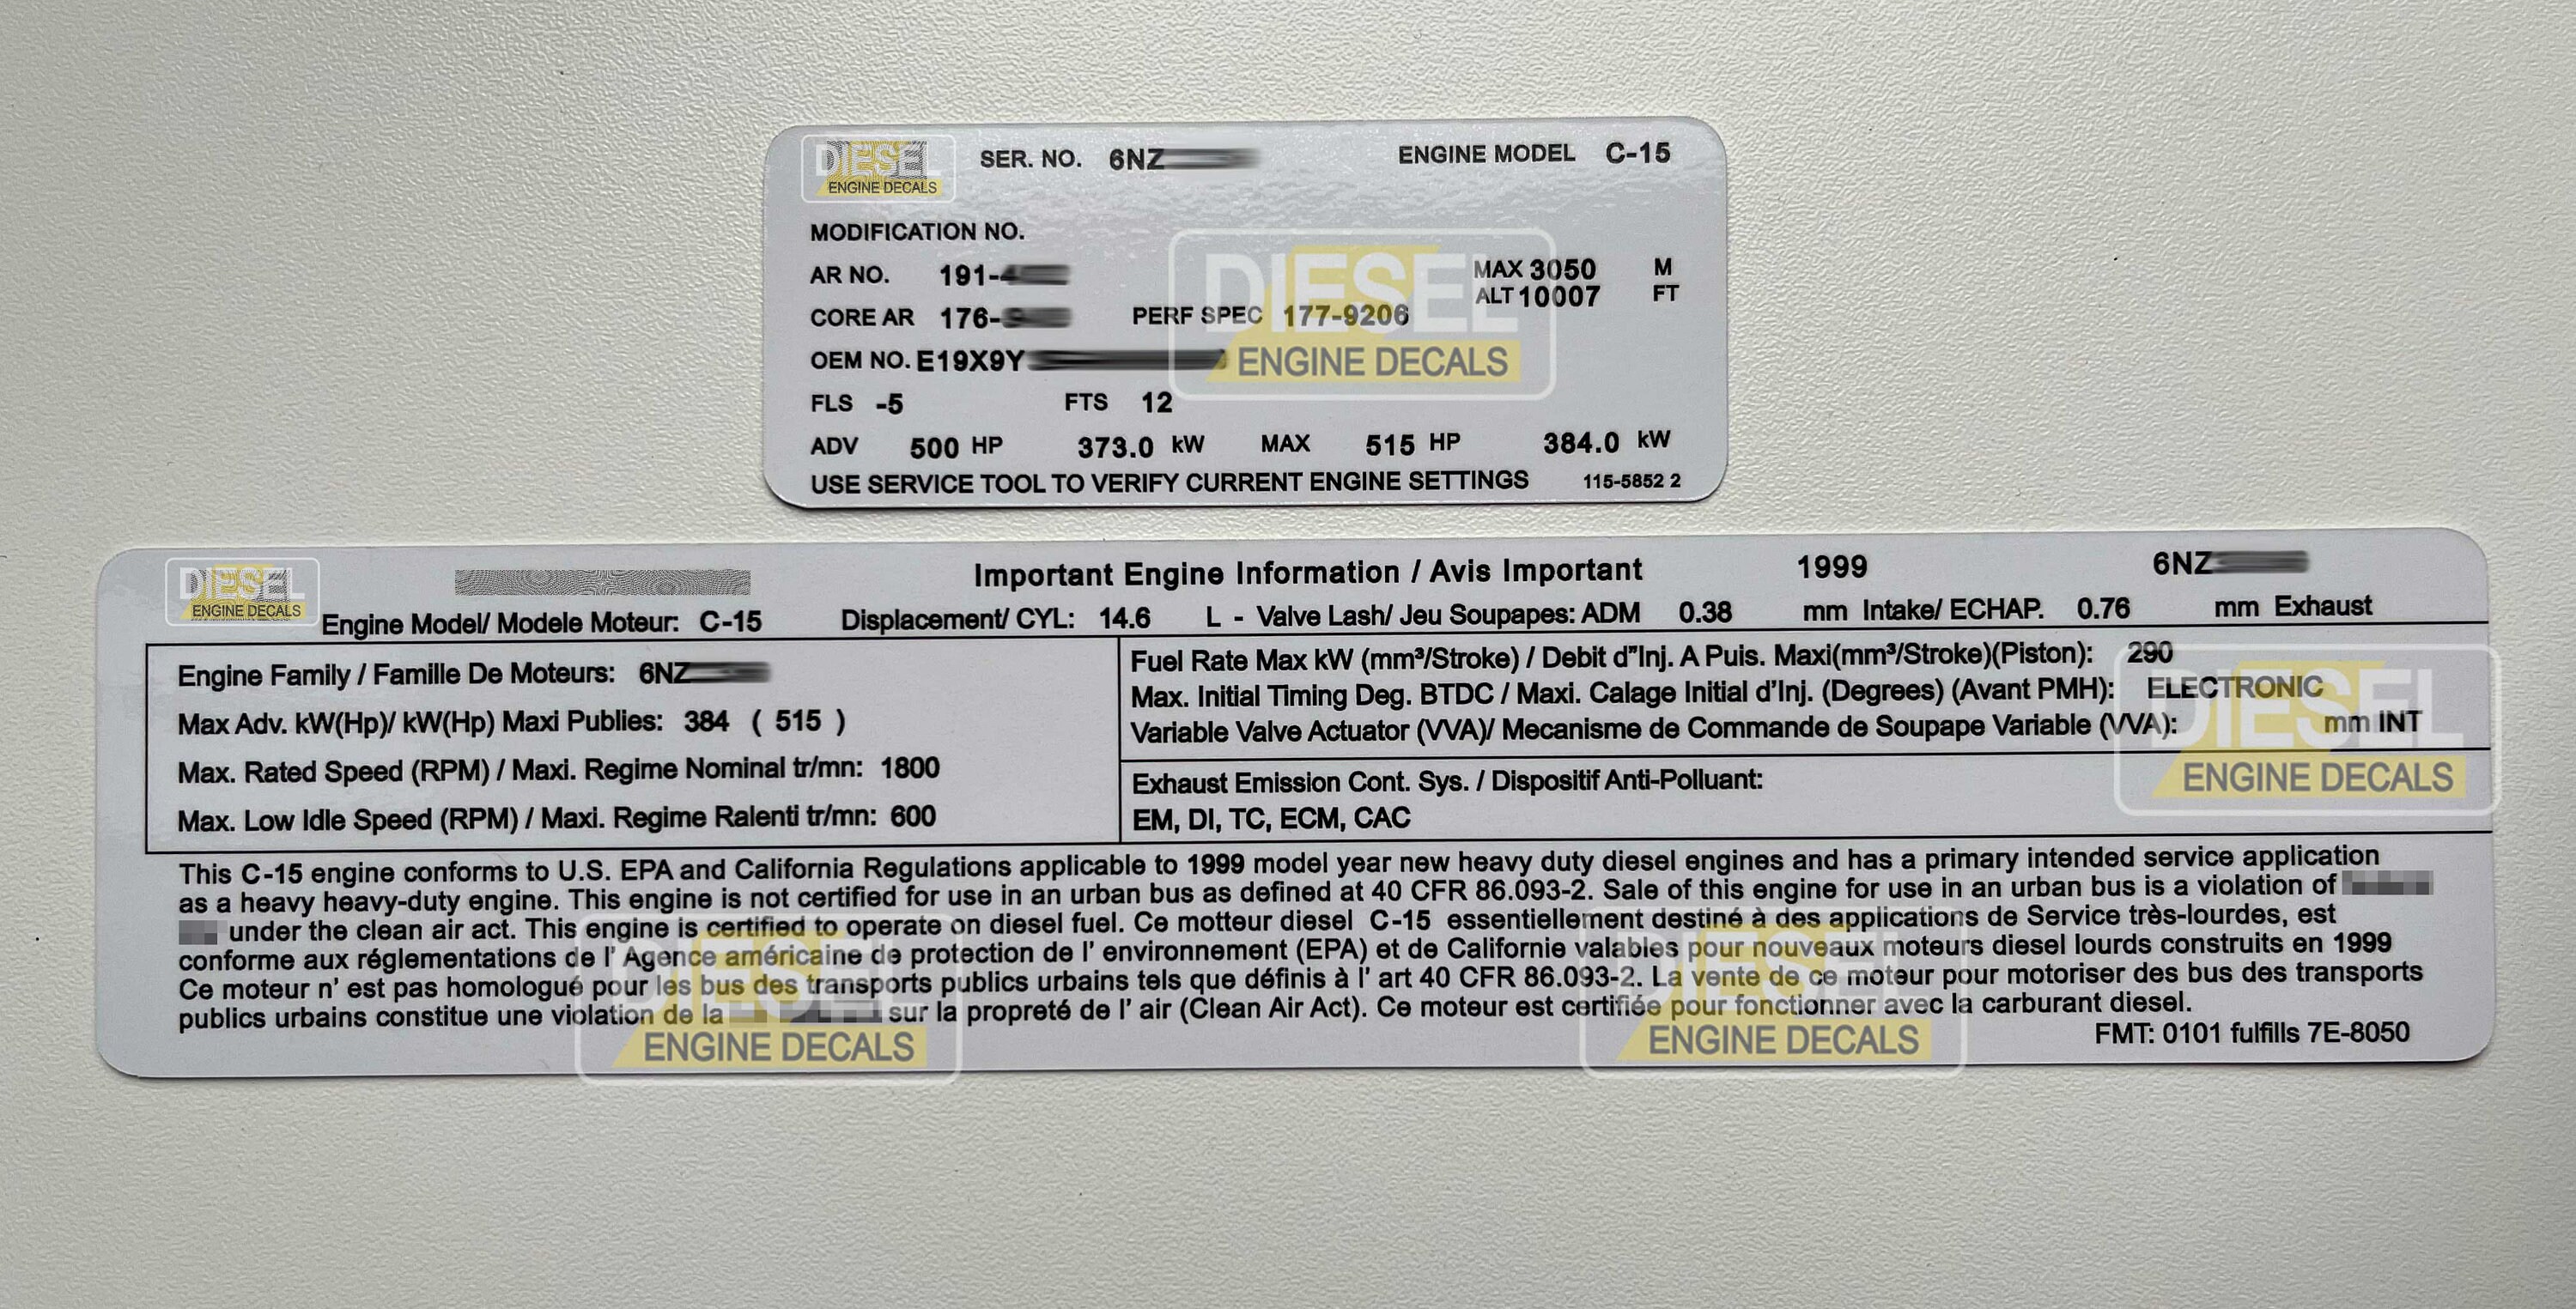 DIESEL
ENGINE DECALS
SER. NO. 6NZ
ENGINE MODEL C-15
MODIFICATION NO.
AR NO. 191-4
MAX 3050 M
ALT 10007 FT
CORE AR 176-
PERF SPEC 177-9206
DIESEL
ENGINE DECALS
OEM NO. E19X9Y
FLS -5 FTS 12
ADV 500 HP 373.0 kW MAX 515 HP 384.0 kW
USE SERVICE TOOL TO VERIFY CURRENT ENGINE SETTINGS 115-5852 2
DIESEL
ENGINE DECALS
Important Engine Information / Avis Important 1999 6NZ
Engine Model/ Modele Moteur: C-15 Displacement/ CYL: 14.6 L - Valve Lash/ Jeu Soupapes: ADM 0.38 mm Intake/ ECHAP. 0.76 mm Exhaust
Engine Family / Famille De Moteurs: 6NZ
Max Adv. kW(Hp)/ kW(Hp) Maxi Publies: 384 ( 515 )
Max. Rated Speed (RPM) / Maxi. Regime Nominal tr/mn: 1800
Max. Low Idle Speed (RPM) / Maxi. Regime Ralenti tr/mn: 600
Fuel Rate Max kW (mm³/Stroke) / Debit d"Inj. A Puis. Maxi(mm³/Stroke)(Piston): 290
Max. Initial Timing Deg. BTDC / Maxi. Calage Initial d'Inj. (Degrees) (Avant PMH): ELECTRONIC
Variable Valve Actuator (VVA)/ Mecanisme de Commande de Soupape Variable (VVA): mm INT
Exhaust Emission Cont. Sys. / Dispositif Anti-Polluant:
EM, DI, TC, ECM, CAC
DIESEL
ENGINE DECALS
This C-15 engine conforms to U.S. EPA and California Regulations applicable to 1999 model year new heavy duty diesel engines and has a primary intended service application
as a heavy heavy-duty engine. This engine is not certified for use in an urban bus as defined at 40 CFR 86.093-2. Sale of this engine for use in an urban bus is a violation of
under the clean air act. This engine is certified to operate on diesel fuel. Ce motteur diesel C-15 essentiellement destiné à des applications de Service très-lourdes, est
conforme aux réglementations de l' Agence américaine de protection de l' environnement (EPA) et de Californie valables pour nouveaux moteurs diesel lourds construits en 1999
Ce moteur n' est pas homologué pour les bus des transports publics urbains tels que définis à l' art 40 CFR 86.093-2. La vente de ce moteur pour motoriser des bus des transports
publics urbains constitue une violation de la sur la propreté de l' air (Clean Air Act). Ce moteur est certifiée pour fonctionner avec la carburant diesel.
FMT: 0101 fulfills 7E-8050
DIESEL
ENGINE DECALS
DIESEL
ENGINE DECALS